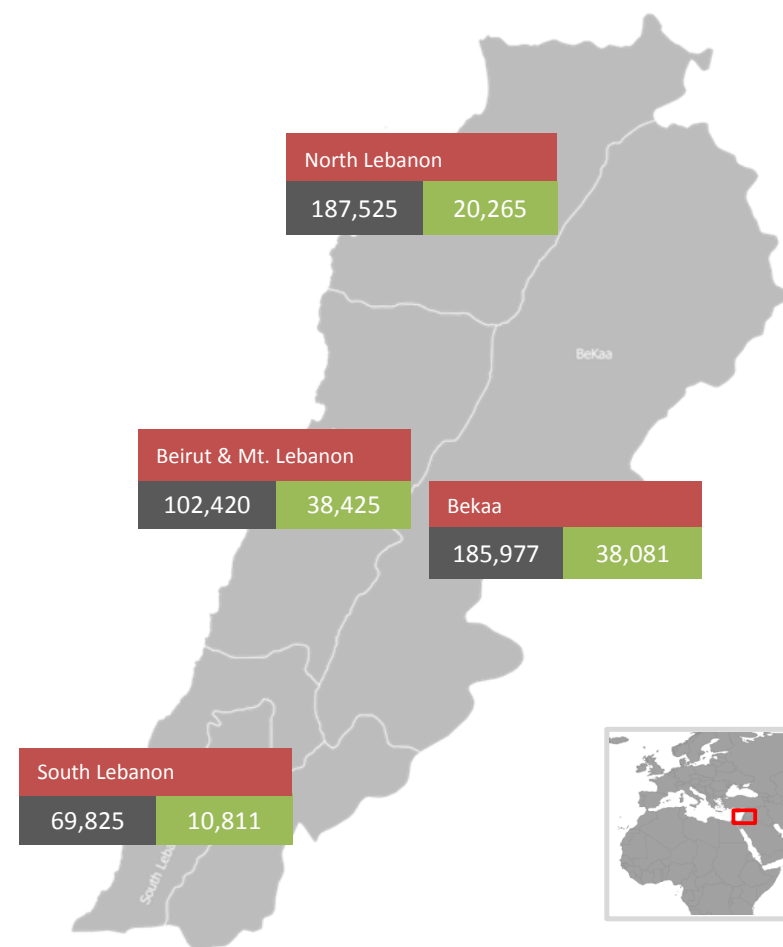 North Lebanon
187,525 20,265
BeKaa
Beirut & Mt. Lebanon
102,420 38,425
Bekaa
185,977 38,081
South Lebanon
69,825 10,811
South